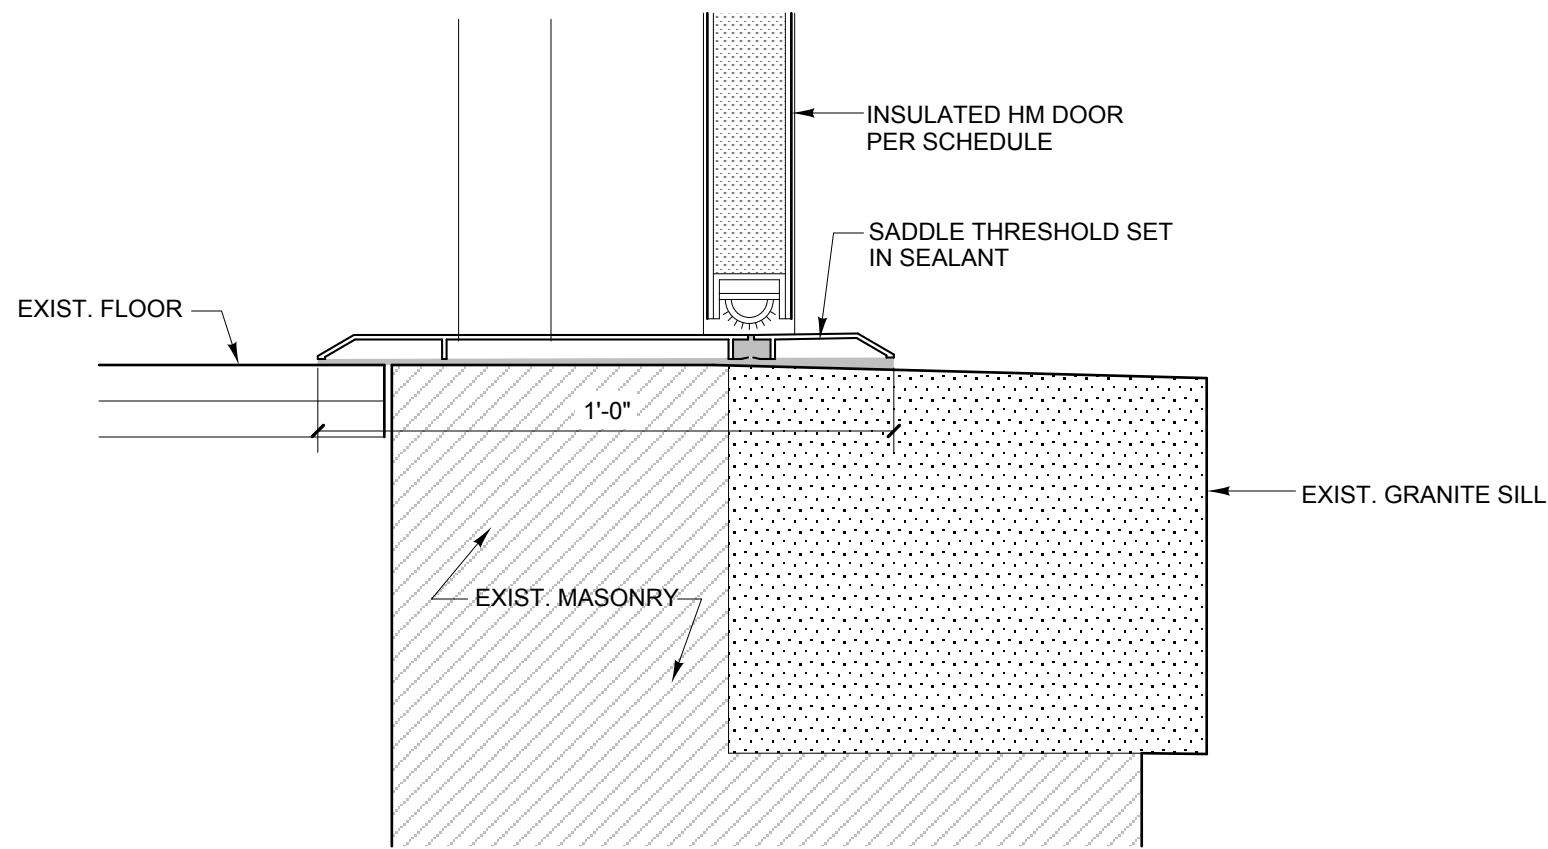 INSULATED HM DOOR
PER SCHEDULE
SADDLE THRESHOLD SET
IN SEALANT
EXIST. FLOOR
1'-0"
EXIST. GRANITE SILL
EXIST. MASONRY